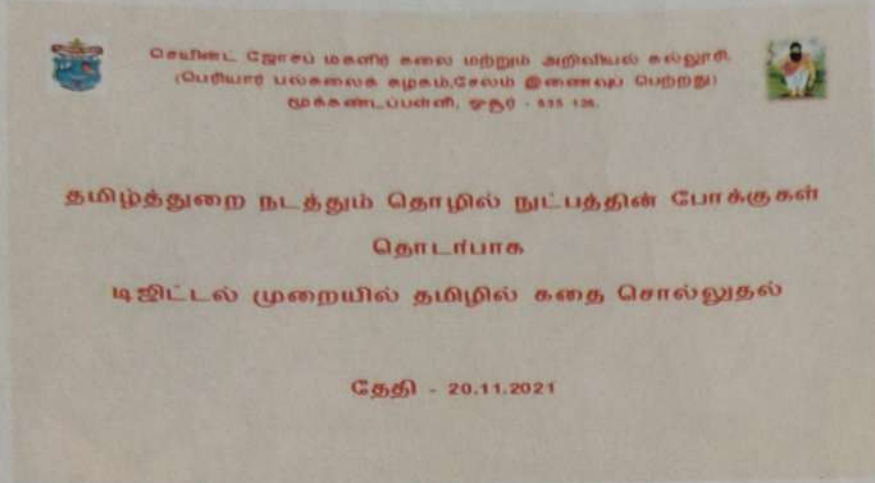 செயின்ட் ஜோசப் மகளிர் கலை மற்றும் அறிவியல் கல்லூரி,
(பெரியார் பல்கலைக் கழகம்,சேலம் இணைவுப் பெற்றது)
மூக்கண்டப்பள்ளி, ஓசூர் - 635 126.
தமிழ்த்துறை நடத்தும் தொழில் நுட்பத்தின் போக்குகள்
தொடர்பாக
டிஜிட்டல் முறையில் தமிழில் கதை சொல்லுதல்
தேதி - 20.11.2021